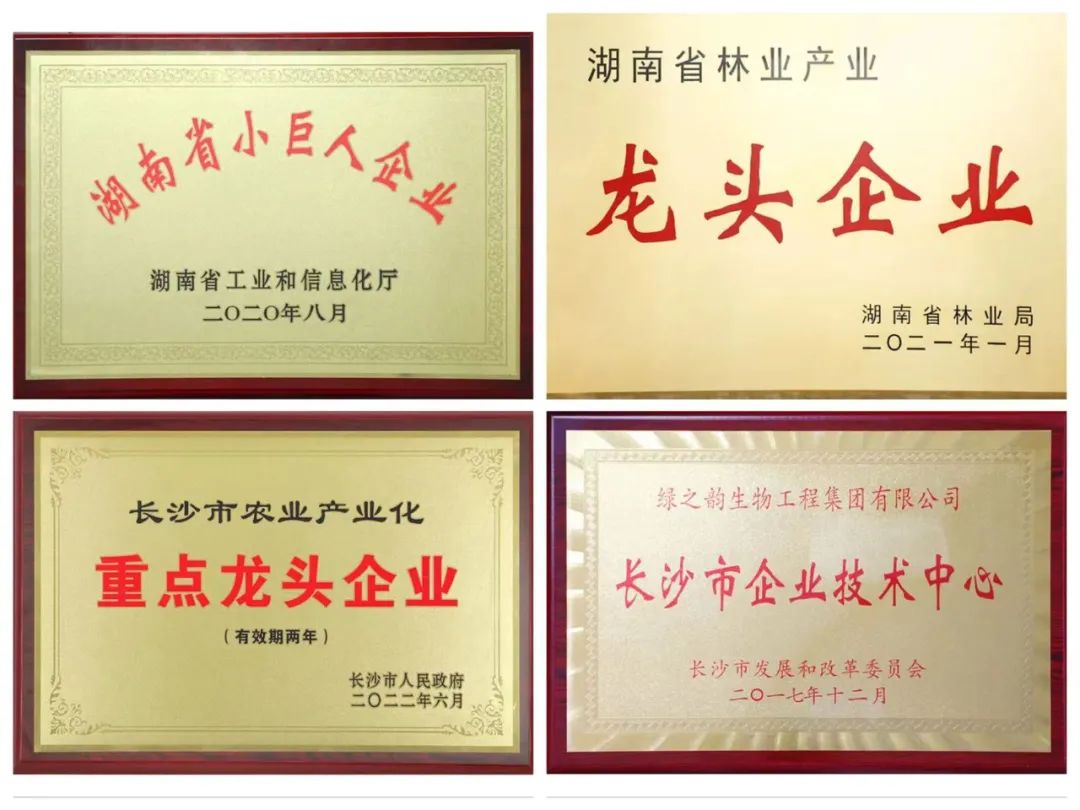 湖南省小巨人企业
湖南省工业和信息化厅
二〇二〇年八月
湖南省林业产业
龙头企业
湖南省林业局
二〇二一年一月
长沙市农业产业化
重点龙头企业
（有效期两年）
长沙市人民政府
二〇二二年六月
绿之韵生物工程集团有限公司
长沙市企业技术中心
长沙市发展和改革委员会
二〇一七年十二月